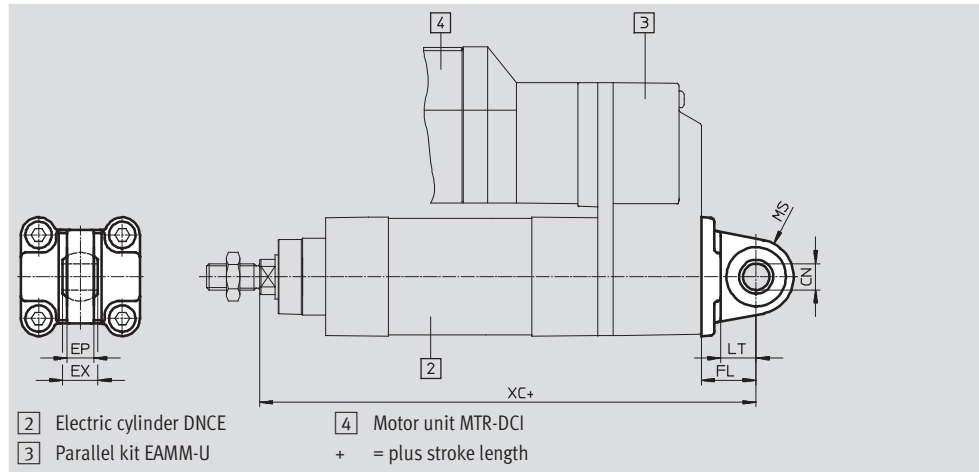 4
3
MS
CN
LT
FL
EP
EX
2
XC+
2 Electric cylinder DNCE
3 Parallel kit EAMM-U
4 Motor unit MTR-DCI
+ = plus stroke length